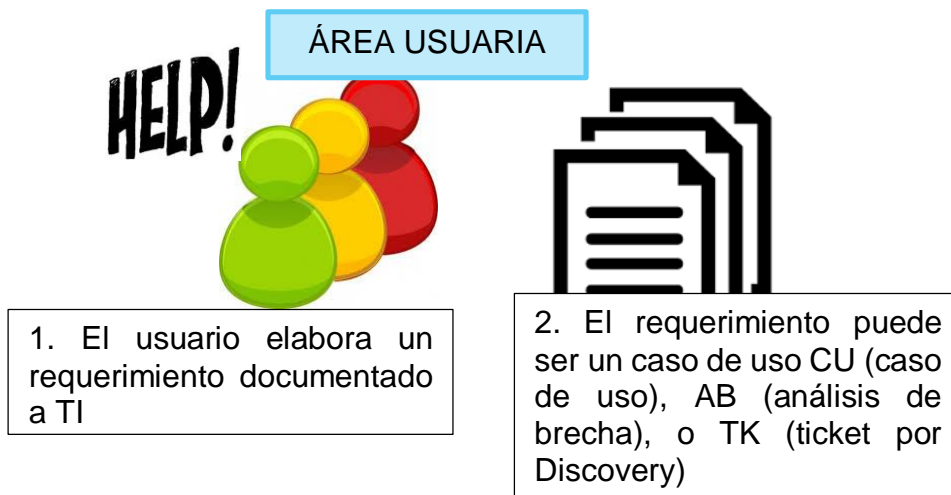 ÁREA USUARIA
HELP!
1. El usuario elabora un
requerimiento documentado
a TI
2. El requerimiento puede
ser un caso de uso CU (caso
de uso), AB (análisis de
brecha), o TK (ticket por
Discovery)